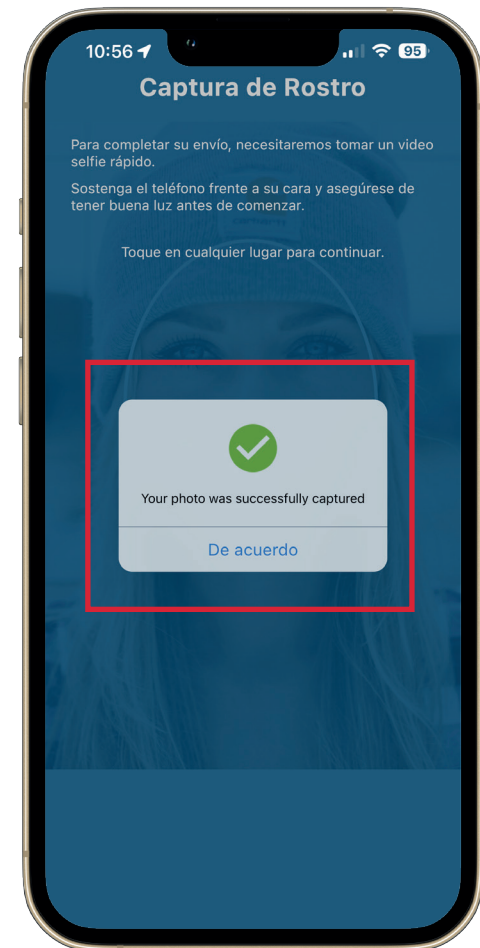 10:56
95
Captura de Rostro
Para completar su envío, necesitaremos tomar un video
selfie rápido.
Sostenga el teléfono frente a su cara y asegúrese de
tener buena luz antes de comenzar.
Toque en cualquier lugar para continuar.
Your photo was successfully captured
De acuerdo